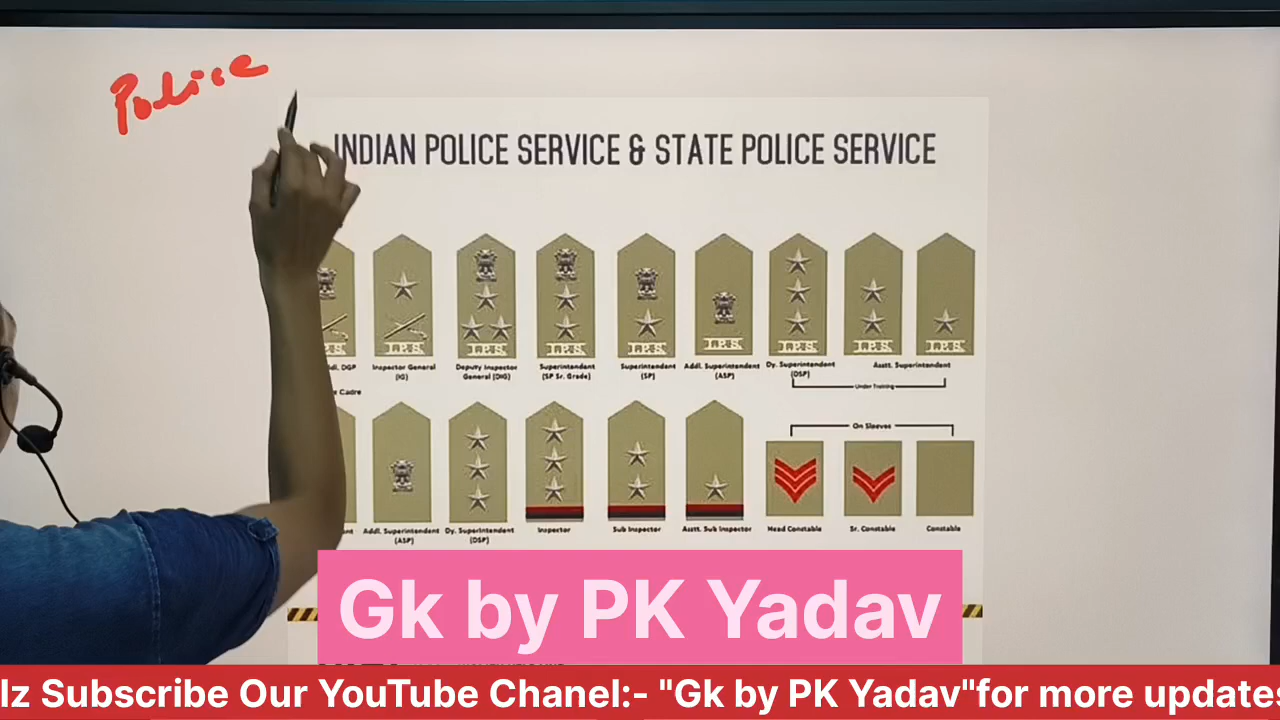 Police
INDIAN POLICE SERVICE & STATE POLICE SERVICE
I.P.S. I.P.S. I.P.S. I.P.S. I.P.S. I.P.S. I.P.S. I.P.S.
DGP Inspector General (IG) Deputy Inspector General (DIG) Superintendent (SP Sr. Grade) Superintendent (SP) Addl. Superintendent (ASP) Dy. Superintendent (DSP) Asstt. Superintendent
Under Training
Cadre
On Sleeves
Addl. Superintendent (ASP) Dy. Superintendent (DSP) Inspector Sub Inspector Asstt. Sub Inspector Head Constable Sr. Constable Constable
Gk by PK Yadav
lz Subscribe Our YouTube Chanel:- "Gk by PK Yadav"for more updates